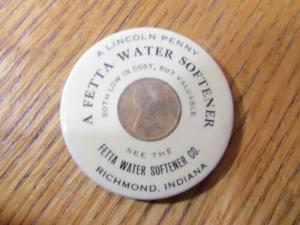 A LINCOLN PENNY
A FETTA WATER SOFTENER
BOTH LOW IN COST, BUT VALUABLE.
SEE THE
FETTA WATER SOFTENER CO.
RICHMOND, INDIANA